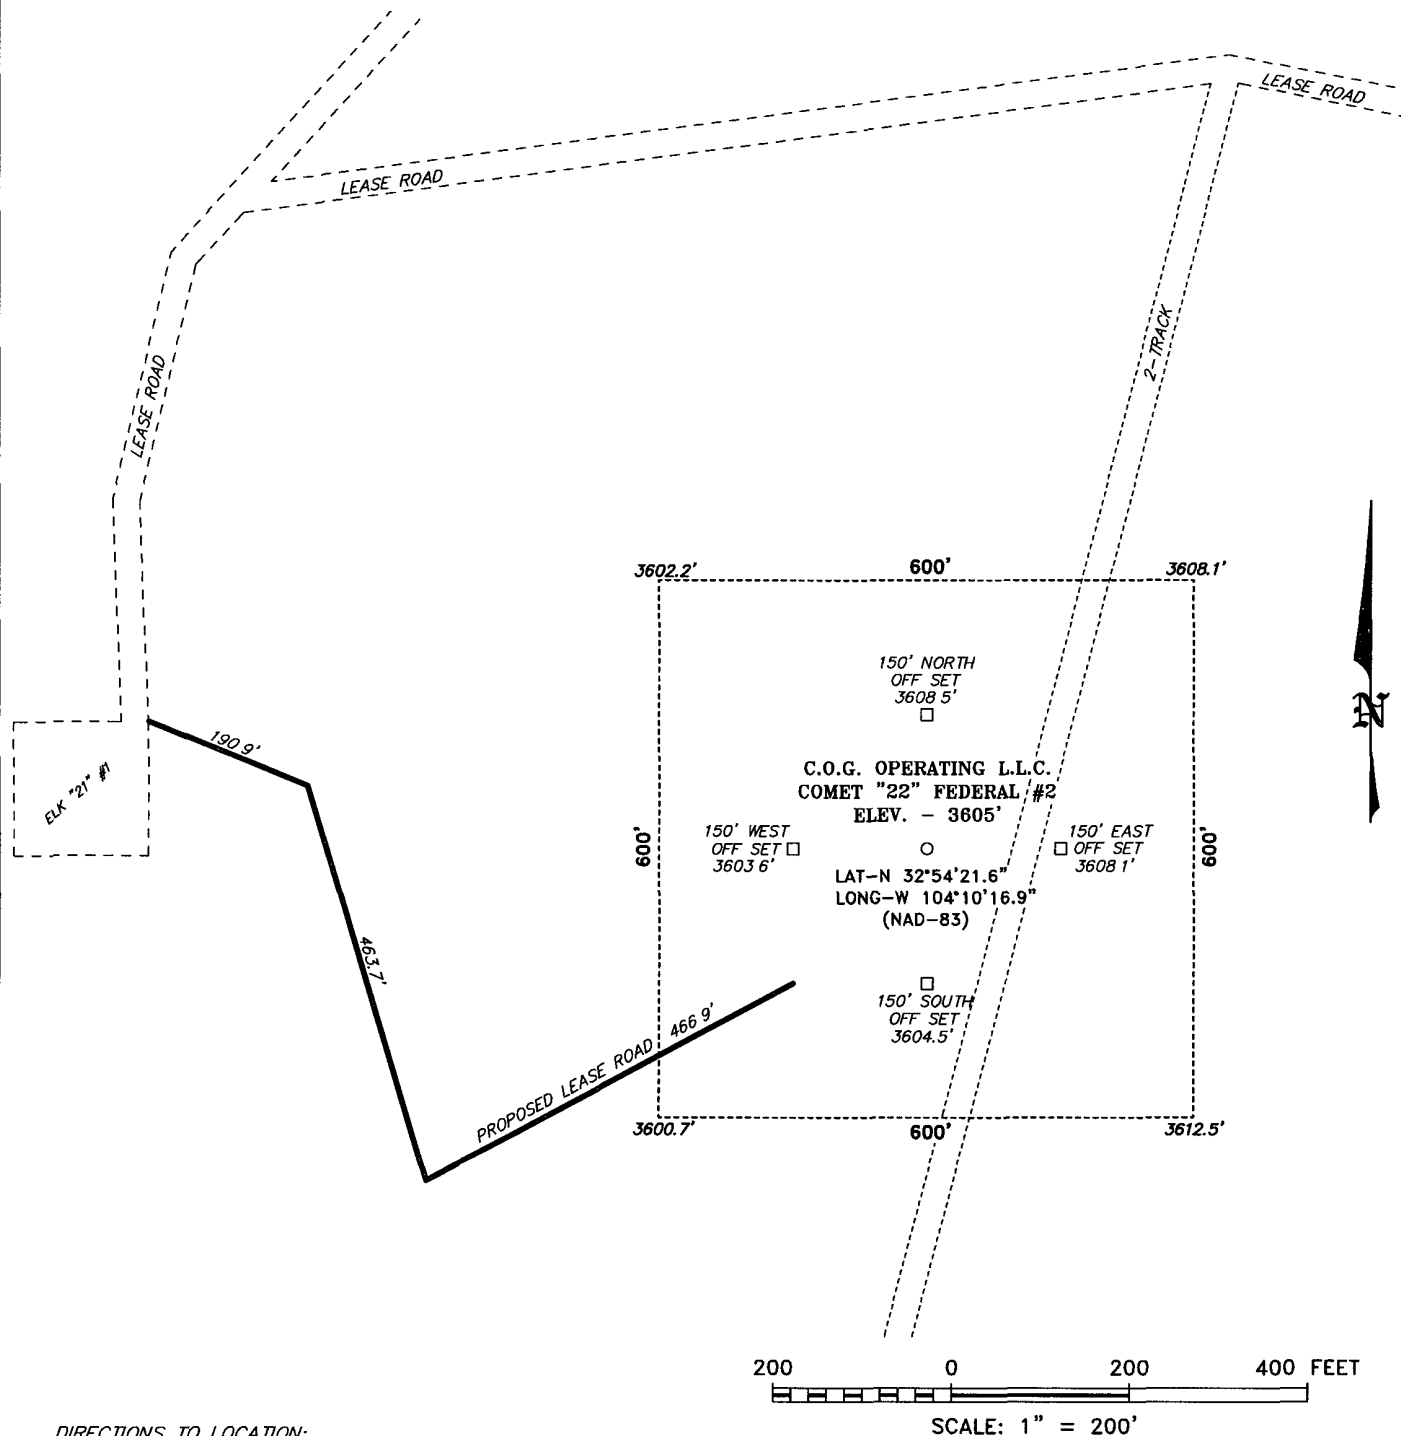 LEASE ROAD
LEASE ROAD
LEASE ROAD
2-TRACK
3602.2'
600'
3608.1'
150' NORTH
OFF SET
3608 5'
190 9'
ELK "21" #1
C.O.G. OPERATING L.L.C.
COMET "22" FEDERAL #2
ELEV. - 3605'
600'
150' WEST
OFF SET
3603 6'
150' EAST
OFF SET
3608 1'
600'
LAT-N 32°54'21.6"
LONG-W 104°10'16.9"
(NAD-83)
463.7'
150' SOUTH
OFF SET
3604.5'
PROPOSED LEASE ROAD 466 9'
3600.7'
600'
3612.5'
N
200 0 200 400 FEET
SCALE: 1" = 200'
DIRECTIONS TO LOCATION: